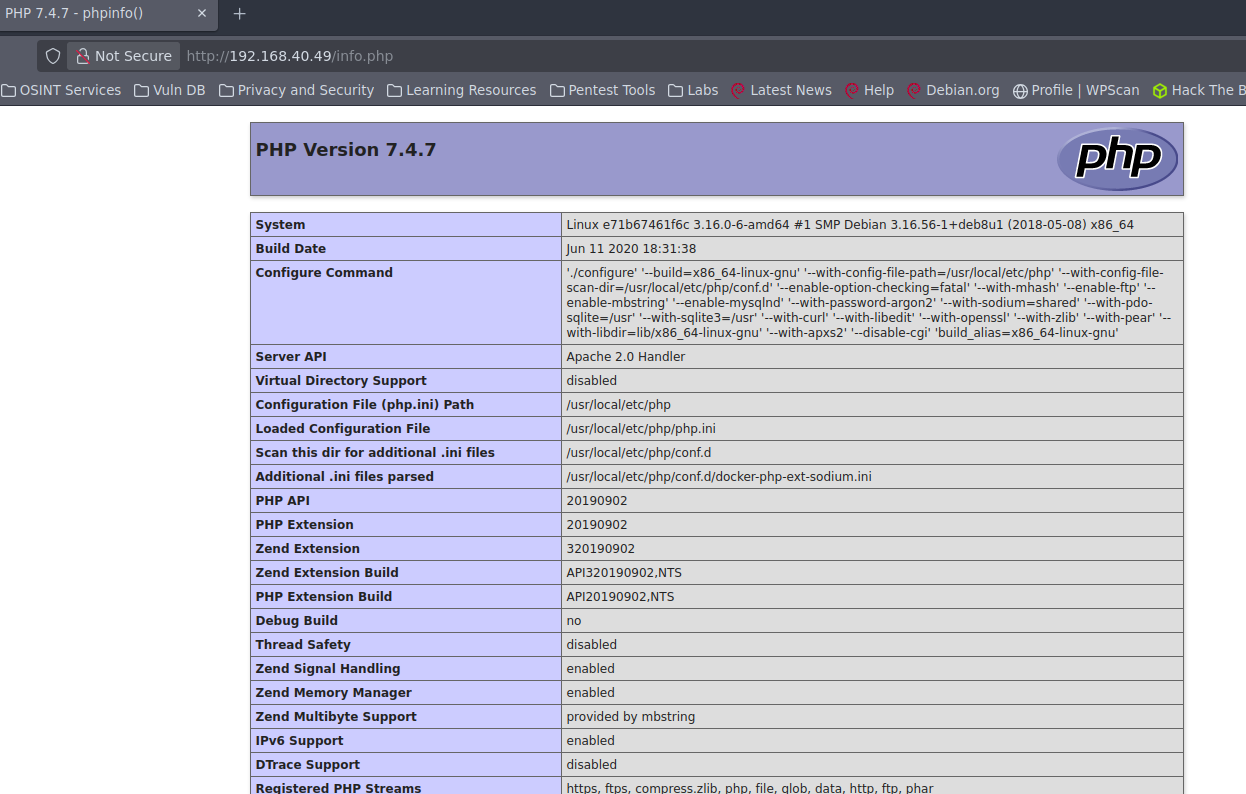 PHP 7.4.7 - phpinfo()
Not Secure http://192.168.40.49/info.php
OSINT Services Vuln DB Privacy and Security Learning Resources Pentest Tools Labs Latest News Help Debian.org Profile | WPScan Hack The B
PHP Version 7.4.7
php
System Linux e71b67461f6c 3.16.0-6-amd64 #1 SMP Debian 3.16.56-1+deb8u1 (2018-05-08) x86_64
Build Date Jun 11 2020 18:31:38
Configure Command './configure' '--build=x86_64-linux-gnu' '--with-config-file-path=/usr/local/etc/php' '--with-config-file-
scan-dir=/usr/local/etc/php/conf.d' '--enable-option-checking=fatal' '--with-mhash' '--enable-ftp' '--
enable-mbstring' '--enable-mysqlnd' '--with-password-argon2' '--with-sodium=shared' '--with-pdo-
sqlite=/usr' '--with-sqlite3=/usr' '--with-curl' '--with-libedit' '--with-openssl' '--with-zlib' '--with-pear' '--
with-libdir=lib/x86_64-linux-gnu' '--with-apxs2' '--disable-cgi' 'build_alias=x86_64-linux-gnu'
Server API Apache 2.0 Handler
Virtual Directory Support disabled
Configuration File (php.ini) Path /usr/local/etc/php
Loaded Configuration File /usr/local/etc/php/php.ini
Scan this dir for additional .ini files /usr/local/etc/php/conf.d
Additional .ini files parsed /usr/local/etc/php/conf.d/docker-php-ext-sodium.ini
PHP API 20190902
PHP Extension 20190902
Zend Extension 320190902
Zend Extension Build API320190902,NTS
PHP Extension Build API20190902,NTS
Debug Build no
Thread Safety disabled
Zend Signal Handling enabled
Zend Memory Manager enabled
Zend Multibyte Support provided by mbstring
IPv6 Support enabled
DTrace Support disabled
Registered PHP Streams https, ftps, compress.zlib, php, file, glob, data, http, ftp, phar